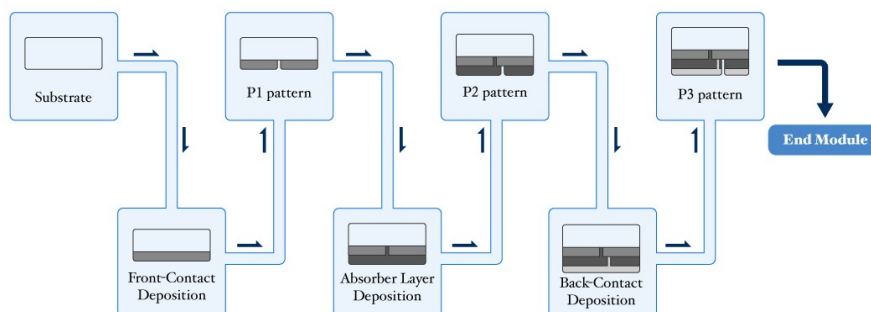 Substrate
P1 pattern
P2 pattern
P3 pattern
End Module
Front-Contact
Deposition
Absorber Layer
Deposition
Back-Contact
Deposition